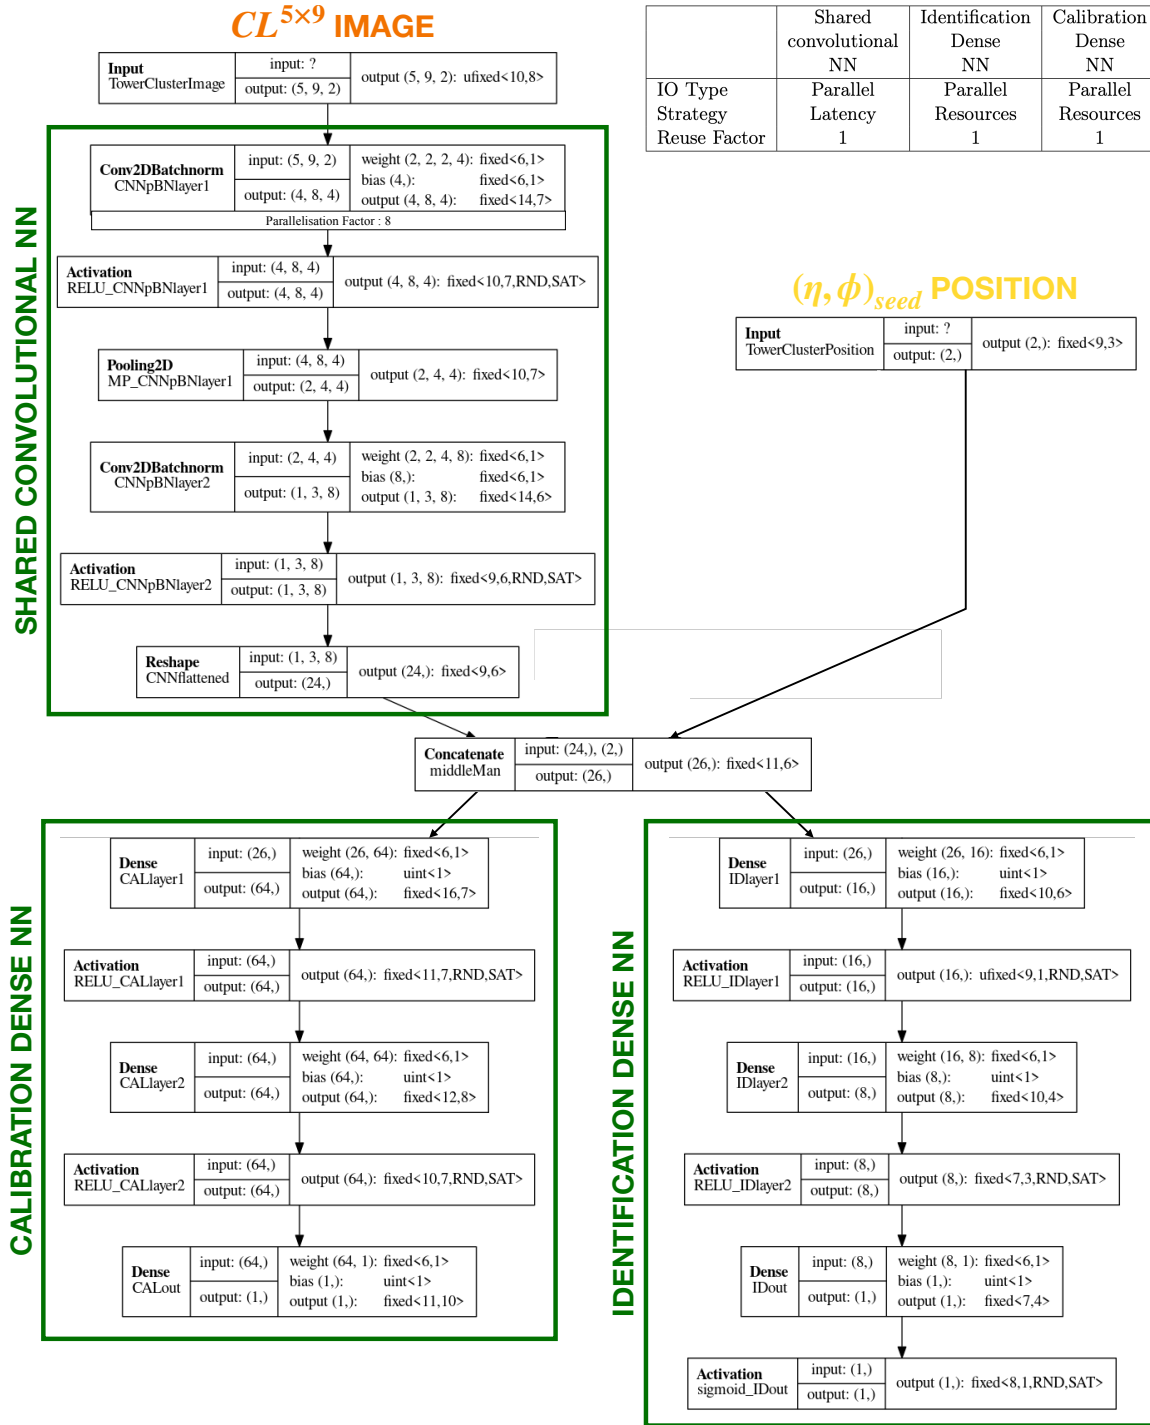 CL^{5×9} IMAGE
Shared Identification Calibration
convolutional Dense Dense
NN NN NN
IO Type Parallel Parallel Parallel
Strategy Latency Resources Resources
Reuse Factor 1 1 1
Input
TowerClusterImage
input: ?
output: (5, 9, 2)
output (5, 9, 2): ufixed<10,8>
SHARED CONVOLUTIONAL NN
Conv2DBatchnorm
CNNpBNlayer1
input: (5, 9, 2)
output: (4, 8, 4)
weight (2, 2, 2, 4): fixed<6,1>
bias (4,): fixed<6,1>
output (4, 8, 4): fixed<14,7>
Parallelisation Factor : 8
Activation
RELU_CNNpBNlayer1
input: (4, 8, 4)
output: (4, 8, 4)
output (4, 8, 4): fixed<10,7,RND,SAT>
Pooling2D
MP_CNNpBNlayer1
input: (4, 8, 4)
output: (2, 4, 4)
output (2, 4, 4): fixed<10,7>
Conv2DBatchnorm
CNNpBNlayer2
input: (2, 4, 4)
output: (1, 3, 8)
weight (2, 2, 4, 8): fixed<6,1>
bias (8,): fixed<6,1>
output (1, 3, 8): fixed<14,6>
Activation
RELU_CNNpBNlayer2
input: (1, 3, 8)
output: (1, 3, 8)
output (1, 3, 8): fixed<9,6,RND,SAT>
Reshape
CNNflattened
input: (1, 3, 8)
output: (24,)
output (24,): fixed<9,6>
(η, ϕ)_{seed} POSITION
Input
TowerClusterPosition
input: ?
output: (2,)
output (2,): fixed<9,3>
Concatenate
middleMan
input: (24,), (2,)
output: (26,)
output (26,): fixed<11,6>
CALIBRATION DENSE NN
Dense
CALlayer1
input: (26,)
output: (64,)
weight (26, 64): fixed<6,1>
bias (64,): uint<1>
output (64,): fixed<16,7>
Activation
RELU_CALlayer1
input: (64,)
output: (64,)
output (64,): fixed<11,7,RND,SAT>
Dense
CALlayer2
input: (64,)
output: (64,)
weight (64, 64): fixed<6,1>
bias (64,): uint<1>
output (64,): fixed<12,8>
Activation
RELU_CALlayer2
input: (64,)
output: (64,)
output (64,): fixed<10,7,RND,SAT>
Dense
CALout
input: (64,)
output: (1,)
weight (64, 1): fixed<6,1>
bias (1,): uint<1>
output (1,): fixed<11,10>
IDENTIFICATION DENSE NN
Dense
IDlayer1
input: (26,)
output: (16,)
weight (26, 16): fixed<6,1>
bias (16,): uint<1>
output (16,): fixed<10,6>
Activation
RELU_IDlayer1
input: (16,)
output: (16,)
output (16,): ufixed<9,1,RND,SAT>
Dense
IDlayer2
input: (16,)
output: (8,)
weight (16, 8): fixed<6,1>
bias (8,): uint<1>
output (8,): fixed<10,4>
Activation
RELU_IDlayer2
input: (8,)
output: (8,)
output (8,): fixed<7,3,RND,SAT>
Dense
IDout
input: (8,)
output: (1,)
weight (8, 1): fixed<6,1>
bias (1,): uint<1>
output (1,): fixed<7,4>
Activation
sigmoid_IDout
input: (1,)
output: (1,)
output (1,): fixed<8,1,RND,SAT>